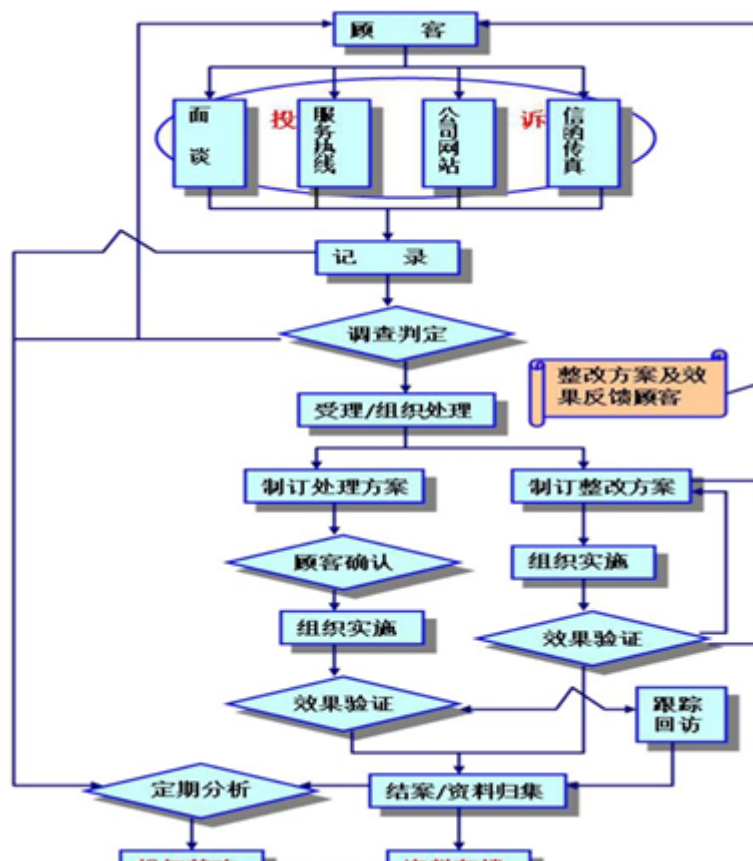 顾 客
面谈
投
服务热线
公司网站
诉
信函传真
记 录
调查判定
整改方案及效
果反馈顾客
受理/组织处理
制订处理方案
制订整改方案
顾客确认
组织实施
组织实施
效果验证
效果验证
跟踪
回访
定期分析
结案/资料归集